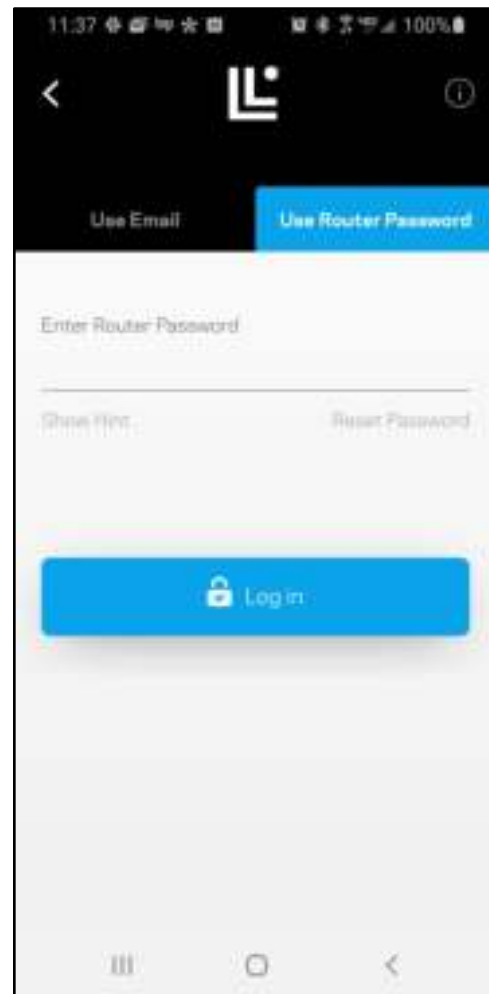 11:37 100%
Use Email Use Router Password
Enter Router Password
Show Hint Reset Password
Log in